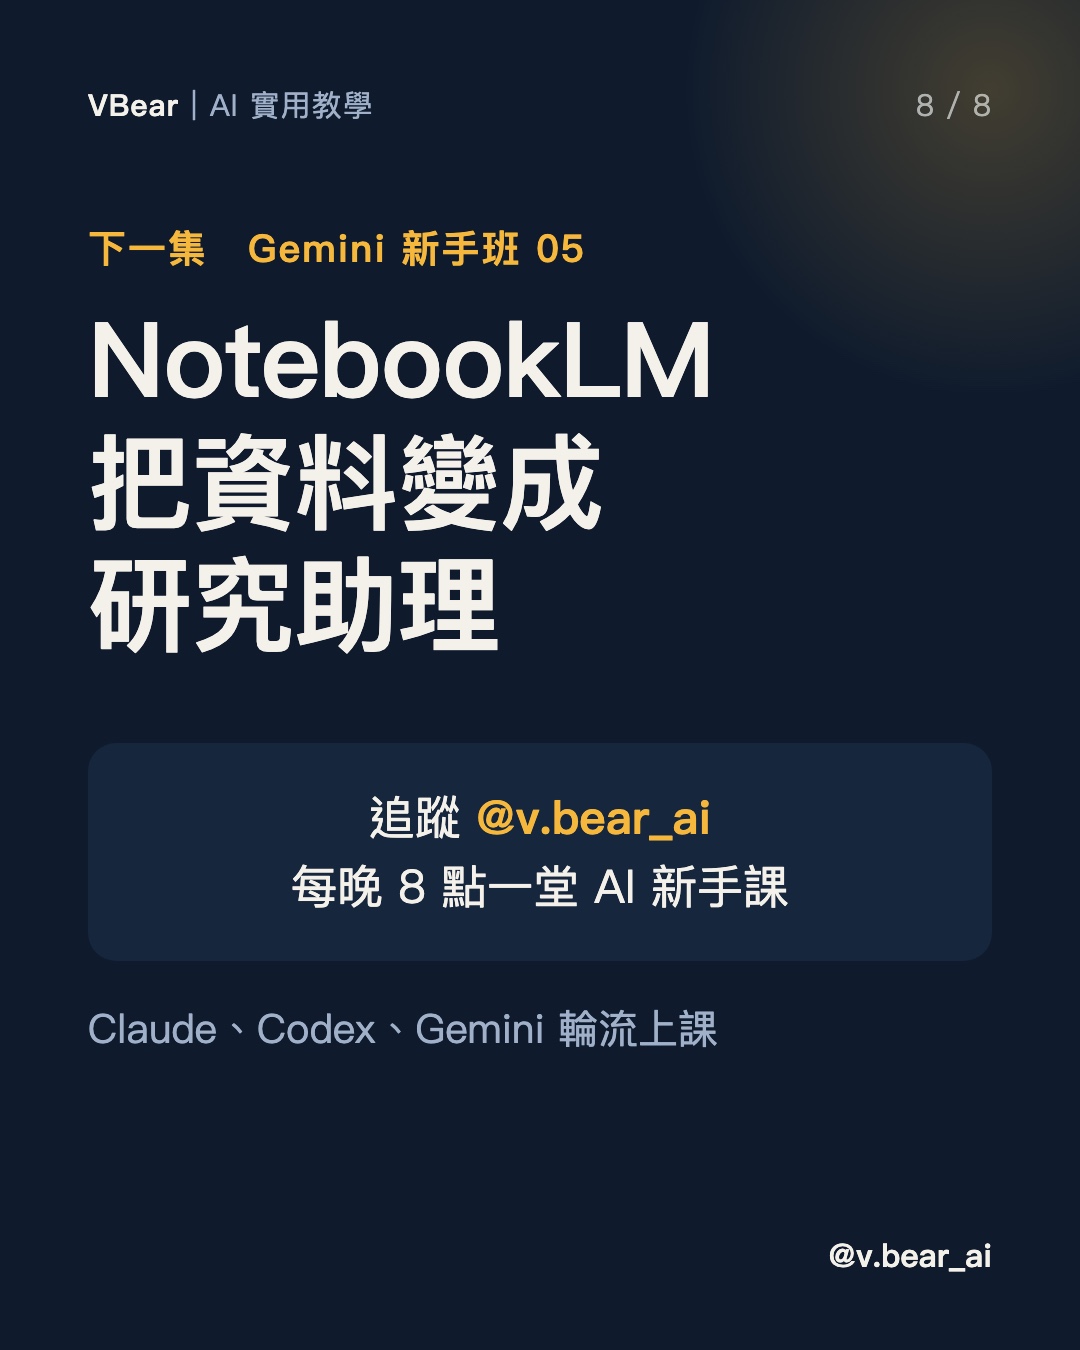 VBear｜AI 實用教學
8 / 8
下一集　Gemini 新手班 05
NotebookLM
把資料變成
研究助理
追蹤 @v.bear_ai
每晚 8 點一堂 AI 新手課
Claude、Codex、Gemini 輪流上課
@v.bear_ai